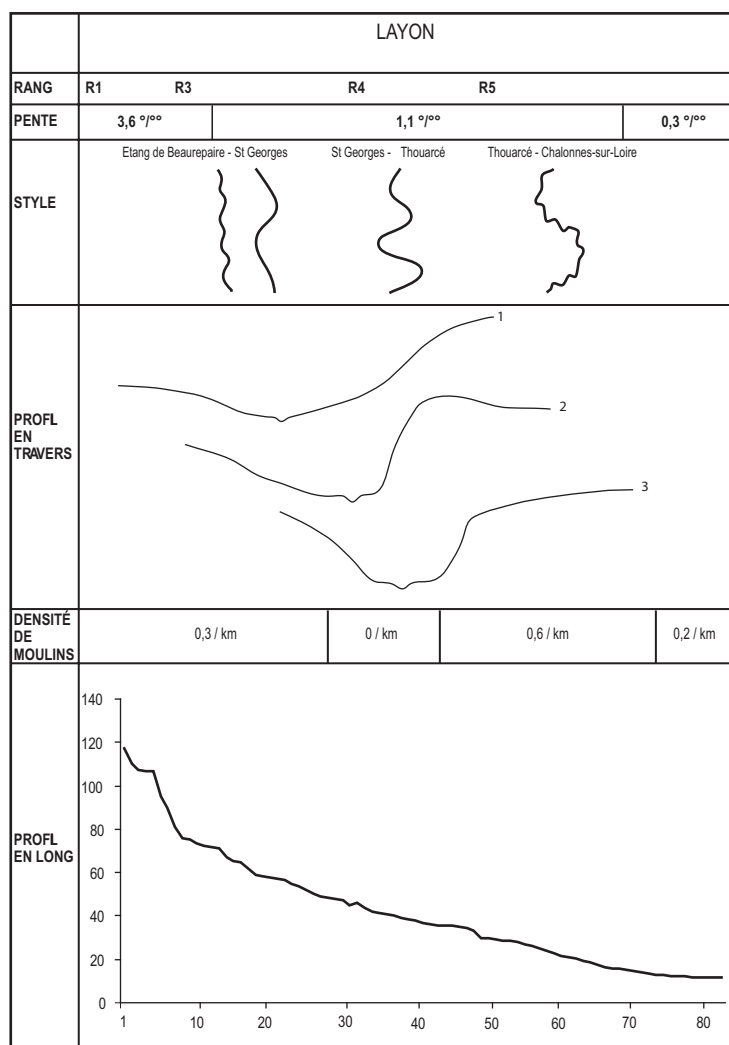 LAYON
RANG R1 R3 R4 R5
PENTE 3,6 °/°° 1,1 °/°° 0,3 °/°°
Etang de Beaurepaire - St Georges St Georges - Thouarcé Thouarcé - Chalonnes-sur-Loire
STYLE
1
2
3
PROFL
EN
TRAVERS
DENSITÉ
DE
MOULINS
0,3 / km 0 / km 0,6 / km 0,2 / km
PROFL
EN LONG
140
120
100
80
60
40
20
0
1 10 20 30 40 50 60 70 80